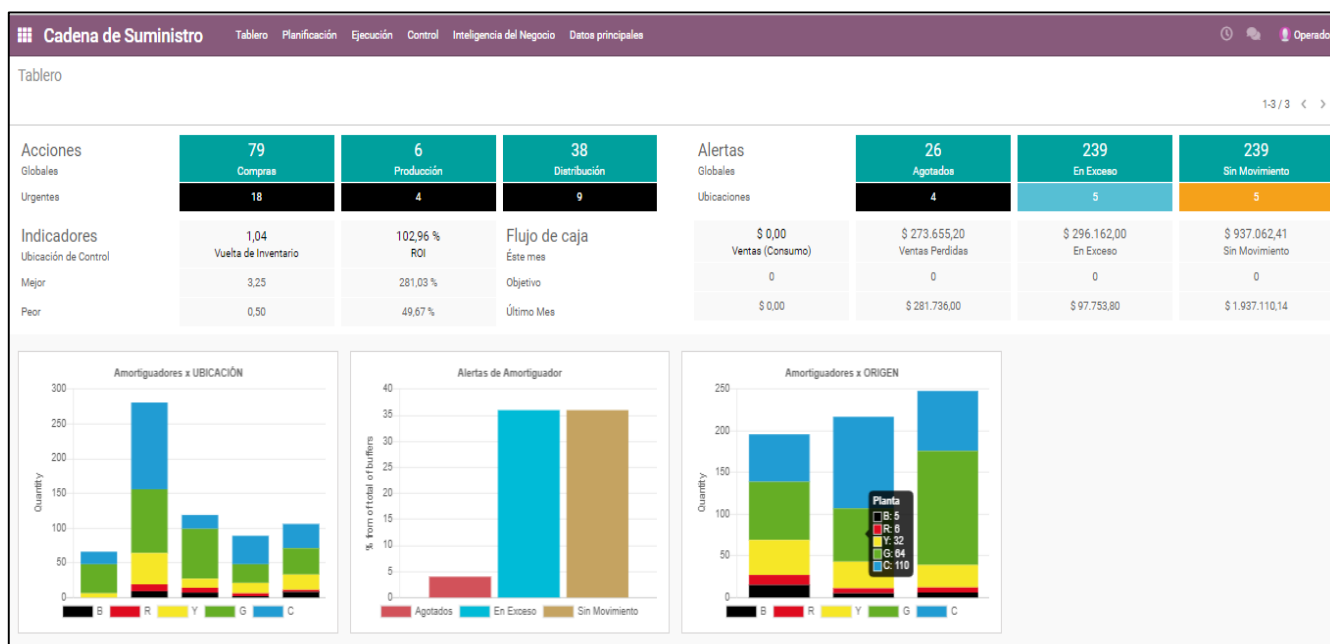 Cadena de Suministro Tablero Planificación Ejecución Control Inteligencia del Negocio Datos principales Operado
Tablero
1-3 / 3
Acciones 79 6 38 Alertas 26 239 239
Globales Compras Producción Distribución Globales Agotados En Exceso Sin Movimiento
Urgentes 18 4 9 Ubicaciones 4 5 5
Indicadores 1,04 102,96 % Flujo de caja $ 0,00 $ 273.655,20 $ 296.162,00 $ 937.062,41
Ubicación de Control Vuelta de Inventario ROI Éste mes Ventas (Consumo) Ventas Perdidas En Exceso Sin Movimiento
Mejor 3,25 281,03 % Objetivo 0 0 0 0
Peor 0,50 49,67 % Último Mes $ 0,00 $ 281.736,00 $ 97.753,80 $ 1.937.110,14
Amortiguadores x UBICACIÓN
300
250
200
150
100
50
0
Quantity
B R Y G C
Alertas de Amortiguador
40
35
30
25
20
15
10
5
0
% from of total of buffers
Agotados En Exceso Sin Movimiento
Amortiguadores x ORIGEN
250
200
150
100
50
0
Quantity
Planta
B: 5
R: 6
Y: 32
G: 64
C: 110
B R Y G C